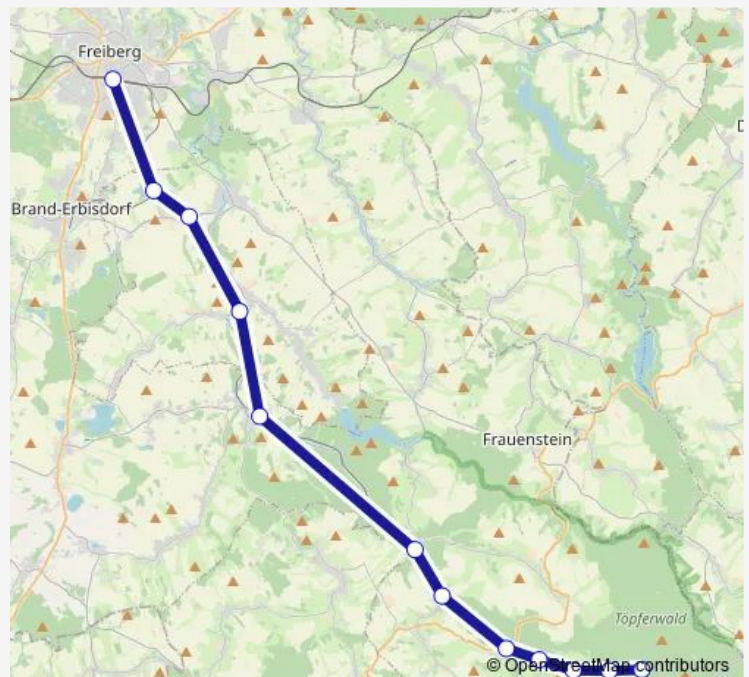 Freiberg
Brand-Erbisdorf
D
Frauenstein
Töpferwald
© OpenStreetMap contributors